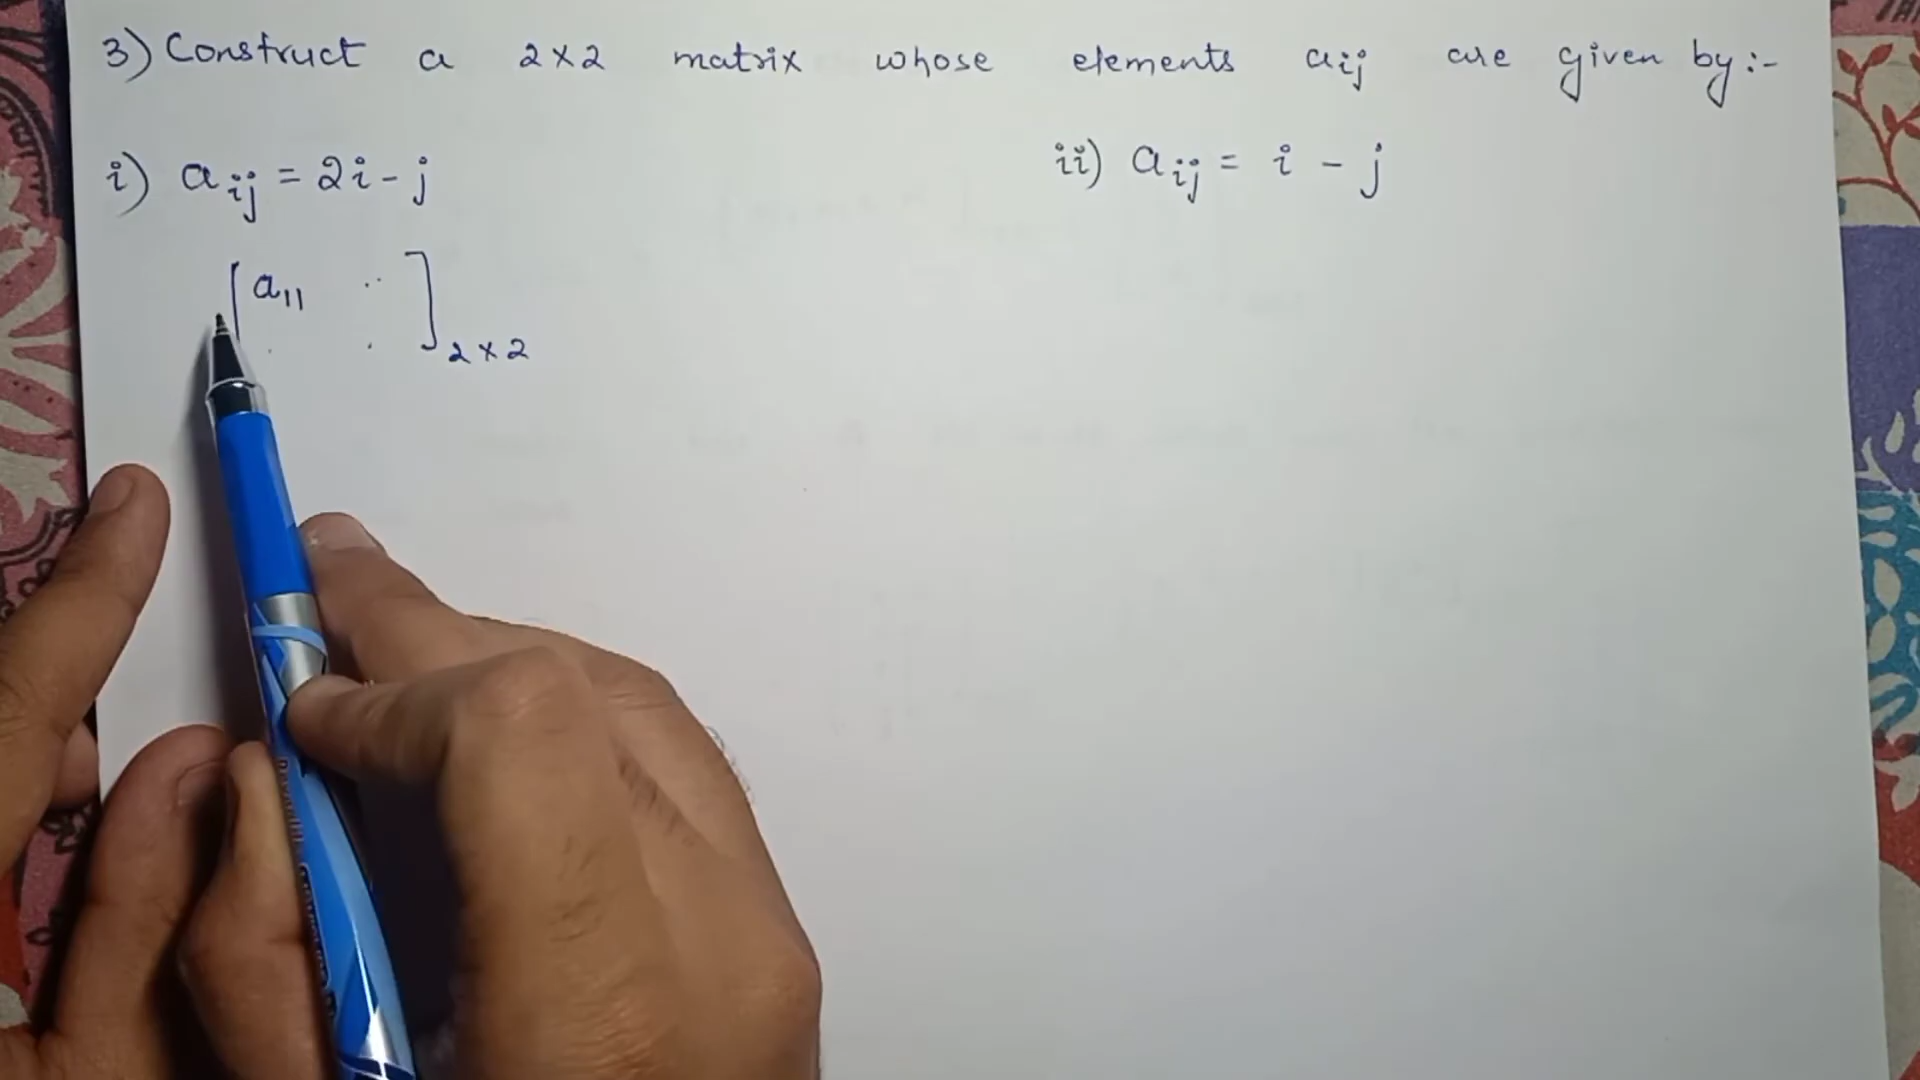 3) Construct a 2×2 matrix whose elements aij are given by:-
i) aij = 2i - j
ii) aij = i - j
[a11 ..
. .]2×2